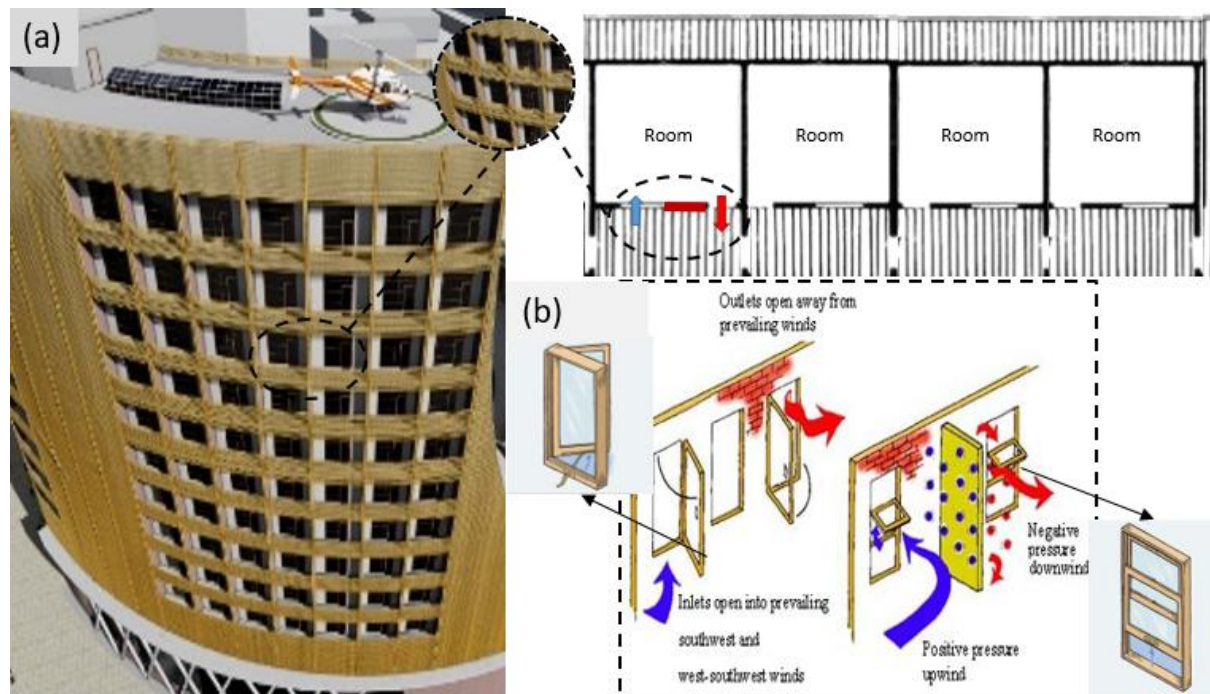 (a)
Room Room Room Room
(b)
Outlets open away from
prevailing winds
Inlets open into prevailing
southwest and
west-southwest winds
Negative
pressure
downwind
Positive pressure
upwind